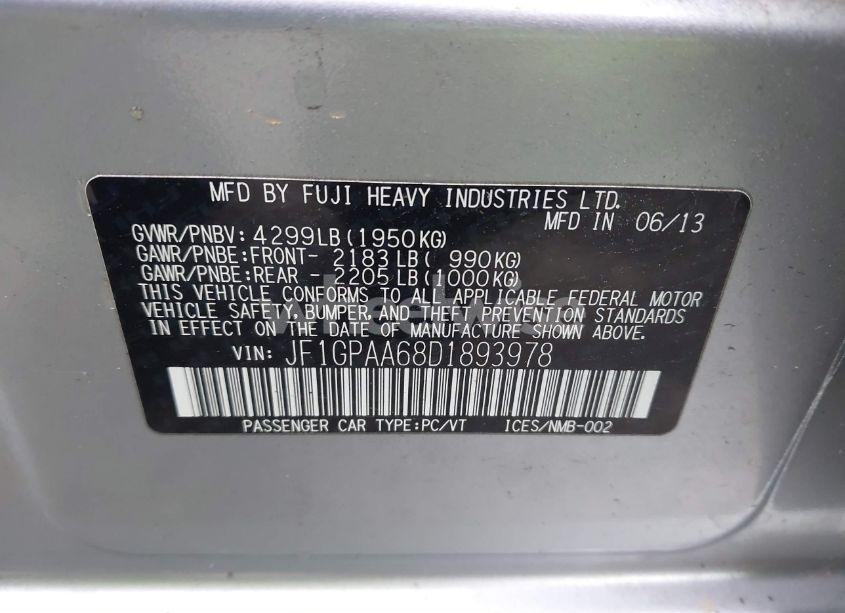 MFD BY FUJI HEAVY INDUSTRIES LTD.
MFD IN 06/13
GVWR/PNBV: 4299LB(1950KG)
GAWR/PNBE:FRONT- 2183LB( 990KG)
GAWR/PNBE:REAR - 2205LB(1000KG)
THIS VEHICLE CONFORMS TO ALL APPLICABLE FEDERAL MOTOR
VEHICLE SAFETY, BUMPER, AND THEFT PREVENTION STANDARDS
IN EFFECT ON THE DATE OF MANUFACTURE SHOWN ABOVE.
VIN: JF1GPAA68D1893978
PASSENGER CAR TYPE:PC/VT ICES/NMB-002